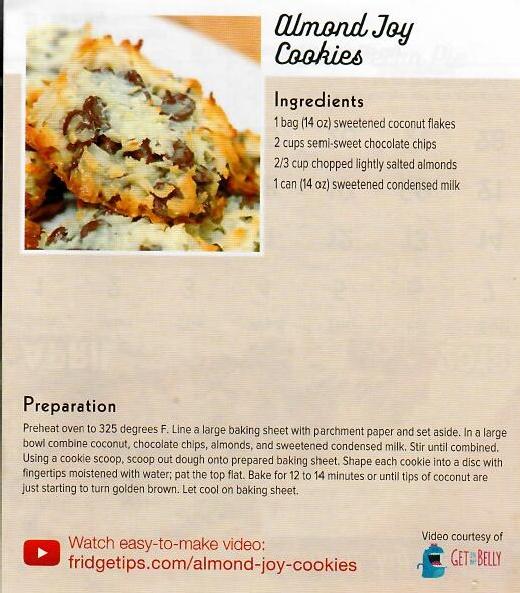 Almond Joy
Cookies
Ingredients
1 bag (14 oz) sweetened coconut flakes
2 cups semi-sweet chocolate chips
2/3 cup chopped lightly salted almonds
1 can (14 oz) sweetened condensed milk
Preparation
Preheat oven to 325 degrees F. Line a large baking sheet with parchment paper and set aside. In a large
bowl combine coconut, chocolate chips, almonds, and sweetened condensed milk. Stir until combined.
Using a cookie scoop, scoop out dough onto prepared baking sheet. Shape each cookie into a disc with
fingertips moistened with water; pat the top flat. Bake for 12 to 14 minutes or until tips of coconut are
just starting to turn golden brown. Let cool on baking sheet.
Watch easy-to-make video:
fridgetips.com/almond-joy-cookies
Video courtesy of
GET IN MY BELLY